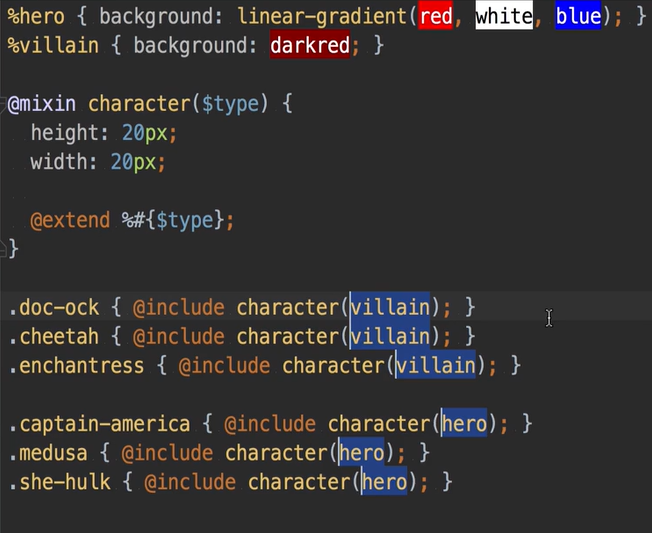 %hero { background: linear-gradient(red, white, blue); }
%villain { background: darkred; }
@mixin character($type) {
height: 20px;
width: 20px;
@extend %#{$type};
}
.doc-ock { @include character(villain); }
.cheetah { @include character(villain); }
.enchantress { @include character(villain); }
.captain-america { @include character(hero); }
.medusa { @include character(hero); }
.she-hulk { @include character(hero); }